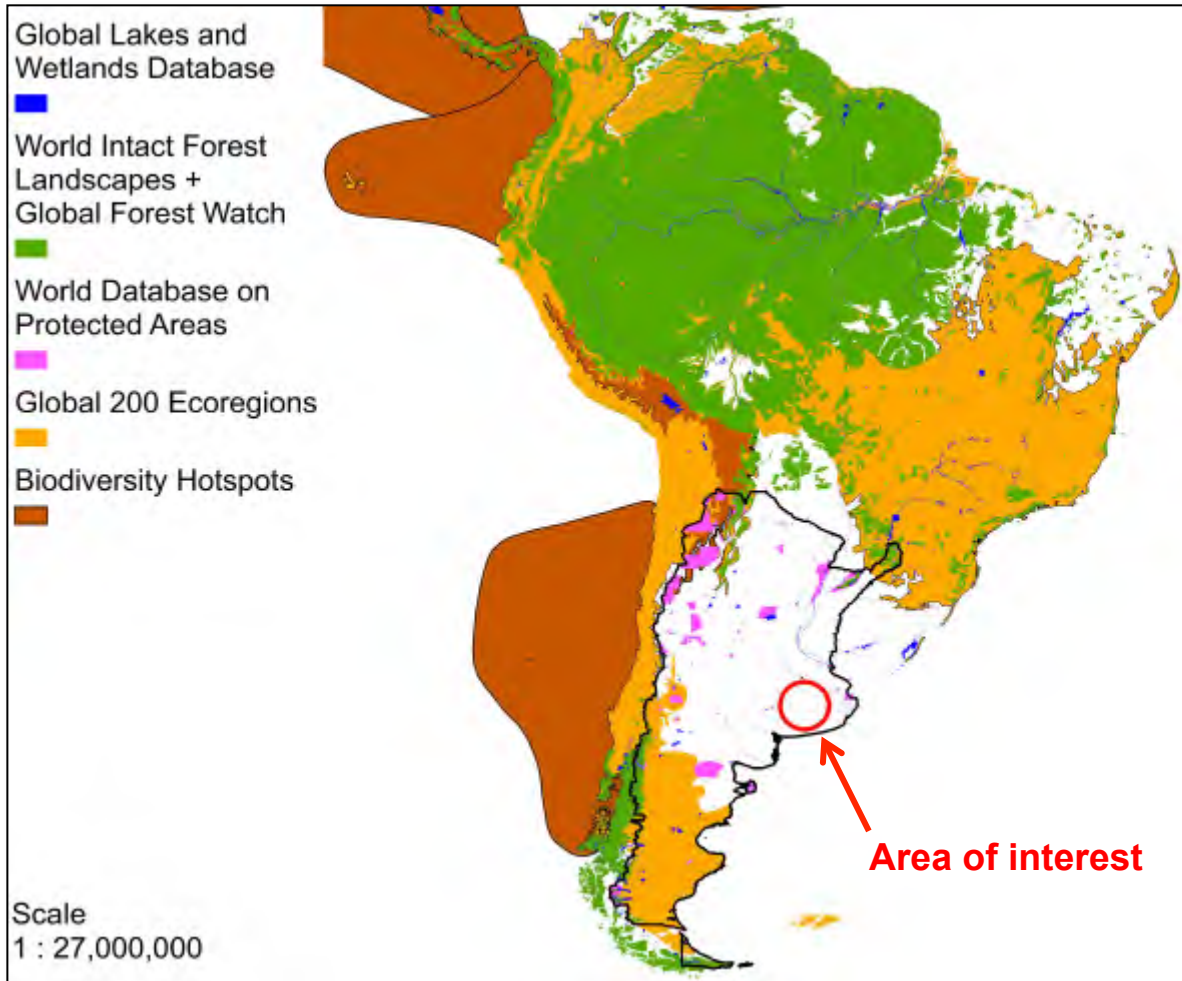 Global Lakes and
Wetlands Database
World Intact Forest
Landscapes +
Global Forest Watch
World Database on
Protected Areas
Global 200 Ecoregions
Biodiversity Hotspots
Area of interest
Scale
1 : 27,000,000